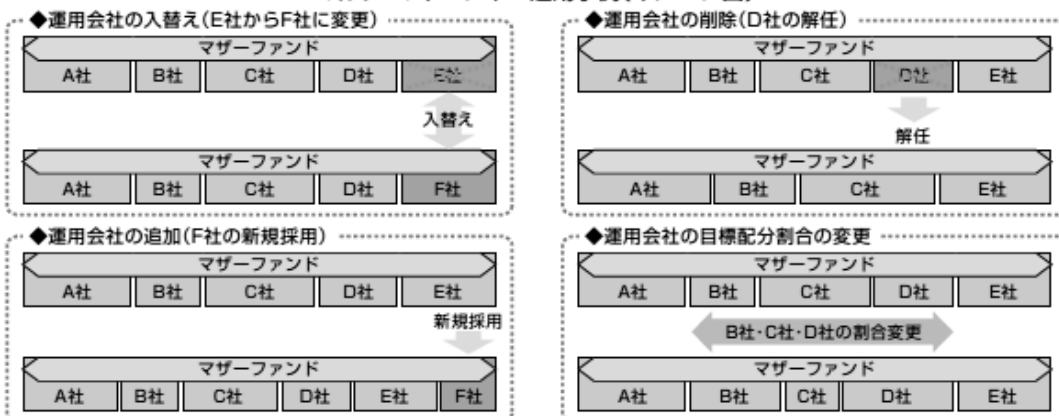 ◆運用会社の入替え(E社からF社に変更)
マザーファンド
A社 B社 C社 D社 E社
入替え
マザーファンド
A社 B社 C社 D社 F社
◆運用会社の削除(D社の解任)
マザーファンド
A社 B社 C社 D社 E社
解任
マザーファンド
A社 B社 C社 E社
◆運用会社の追加(F社の新規採用)
マザーファンド
A社 B社 C社 D社 E社
新規採用
マザーファンド
A社 B社 C社 D社 E社 F社
◆運用会社の目標配分割合の変更
マザーファンド
A社 B社 C社 D社 E社
B社・C社・D社の割合変更
マザーファンド
A社 B社 C社 D社 E社